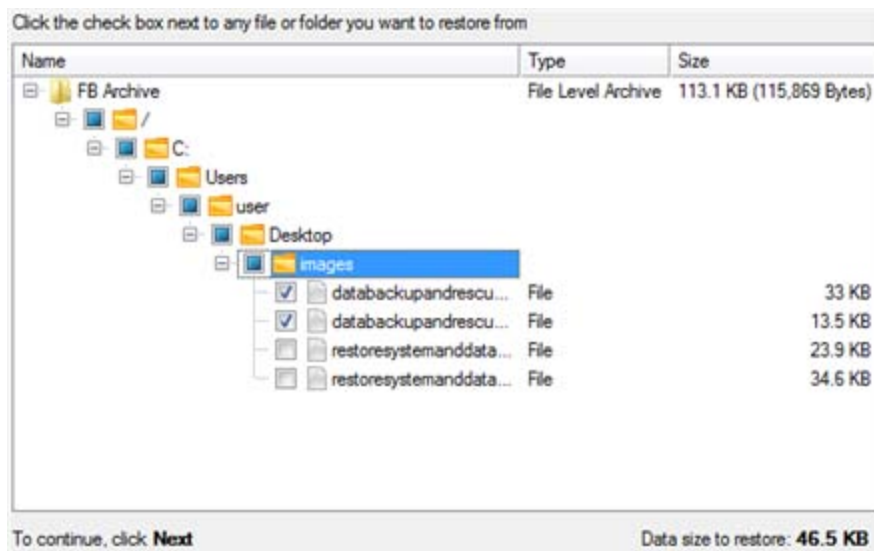 Click the check box next to any file or folder you want to restore from
Name Type Size
FB Archive File Level Archive 113.1 KB (115,869 Bytes)
/
C:
Users
user
Desktop
images
databackupandrescu... File 33 KB
databackupandrescu... File 13.5 KB
restoresystemanddata... File 23.9 KB
restoresystemanddata... File 34.6 KB
To continue, click Next Data size to restore: 46.5 KB